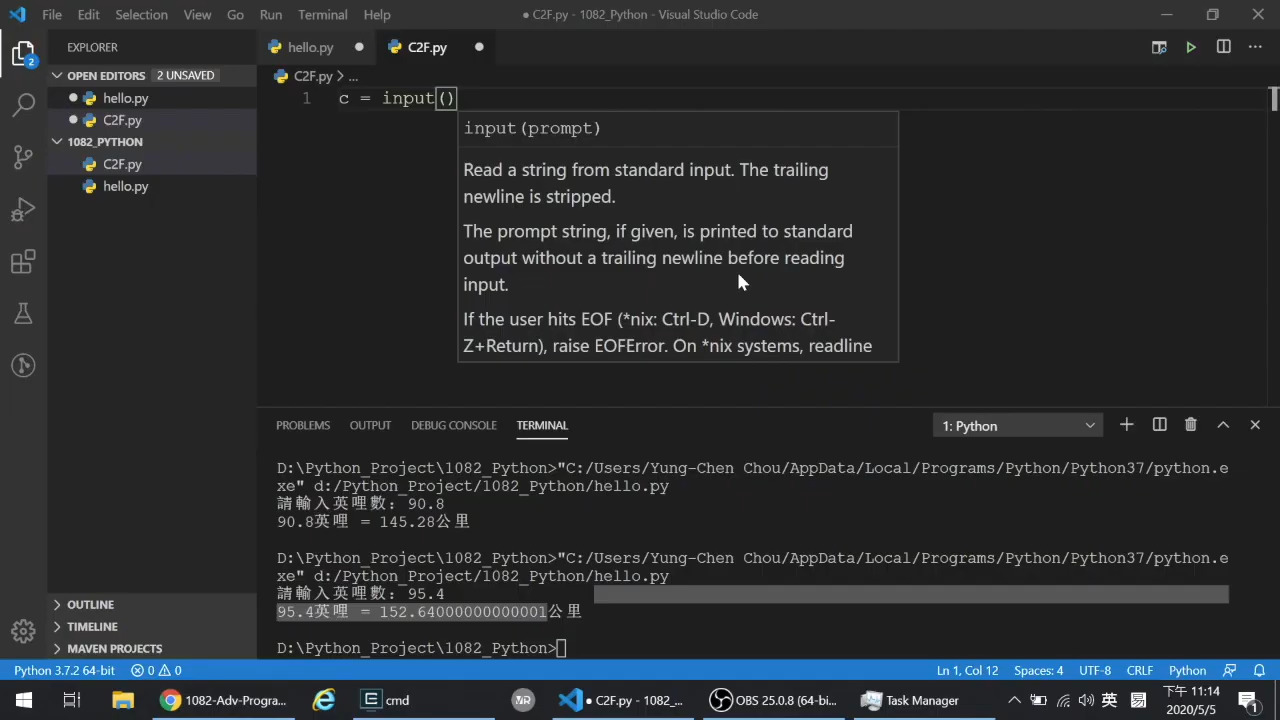 File Edit Selection View Go Run Terminal Help ● C2F.py - 1082_Python - Visual Studio Code
EXPLORER
hello.py
C2F.py
OPEN EDITORS 2 UNSAVED
C2F.py > ...
hello.py
1 c = input()
C2F.py
input(prompt)
1082_PYTHON
C2F.py
Read a string from standard input. The trailing
hello.py
newline is stripped.
The prompt string, if given, is printed to standard
output without a trailing newline before reading
input.
If the user hits EOF (*nix: Ctrl-D, Windows: Ctrl-
Z+Return), raise EOFError. On *nix systems, readline
PROBLEMS OUTPUT DEBUG CONSOLE TERMINAL 1: Python
D:\Python_Project\1082_Python>"C:/Users/Yung-Chen Chou/AppData/Local/Programs/Python/Python37/python.e
xe" d:/Python_Project/1082_Python/hello.py
請輸入英哩數: 90.8
90.8英哩 = 145.28公里
D:\Python_Project\1082_Python>"C:/Users/Yung-Chen Chou/AppData/Local/Programs/Python/Python37/python.e
xe" d:/Python_Project/1082_Python/hello.py
請輸入英哩數: 95.4
95.4英哩 = 152.64000000000001公里
D:\Python_Project\1082_Python>
OUTLINE
TIMELINE
MAVEN PROJECTS
2
Python 3.7.2 64-bit 0 0 Ln 1, Col 12 Spaces: 4 UTF-8 CRLF Python
1082-Adv-Progra... cmd MR C2F.py - 1082_... OBS 25.0.8 (64-bi... Task Manager 英 下午 11:14
2020/5/5
1